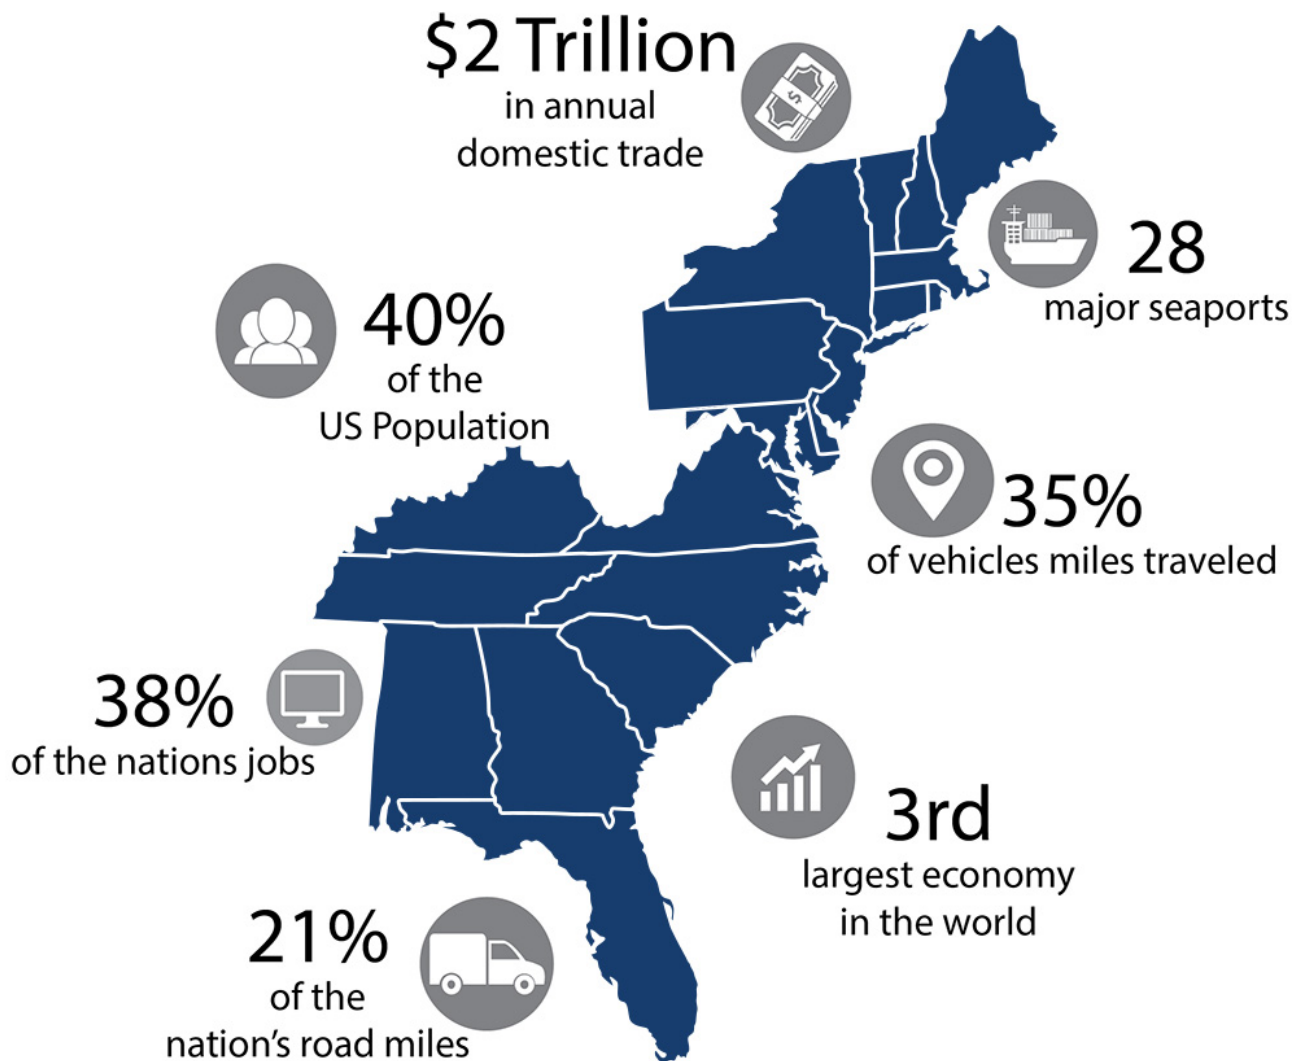 $2 Trillion
in annual
domestic trade
28
major seaports
40%
of the
US Population
35%
of vehicles miles traveled
38%
of the nations jobs
3rd
largest economy
in the world
21%
of the
nation’s road miles